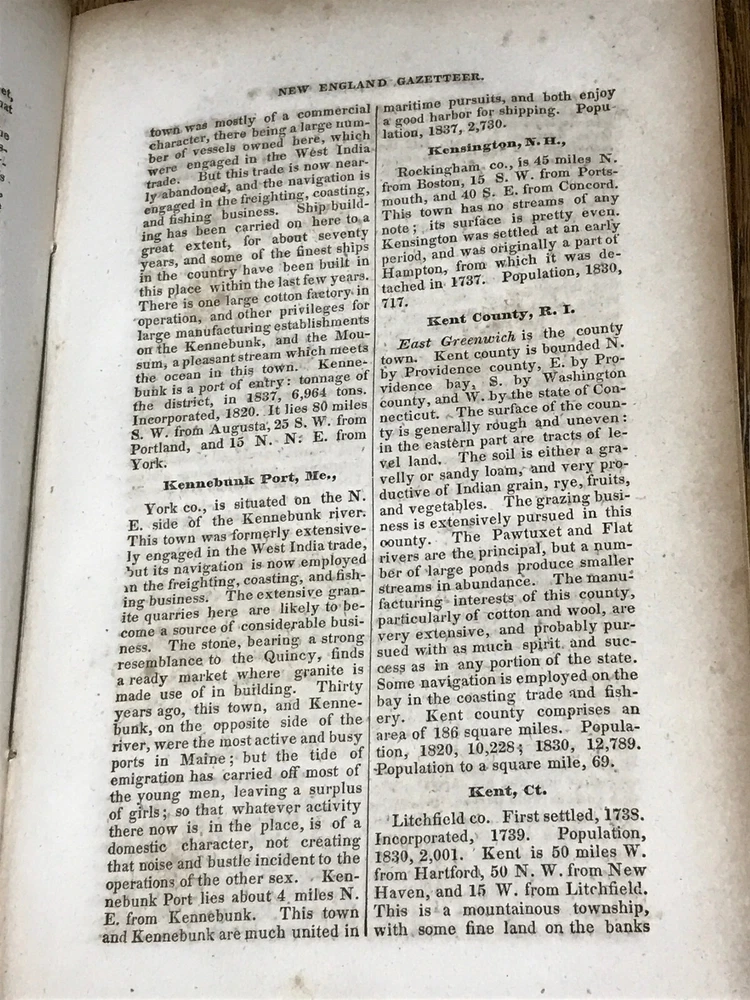 et,
hat
NEW ENGLAND GAZETTEER.
town was mostly of a commercial
character, there being a large num-
ber of vessels owned here, which
were engaged in the West India
trade. But this trade is now near-
ly abandoned, and the navigation is
engaged in the freighting, coasting,
and fishing business. Ship build-
ing has been carried on here to a
great extent, for about seventy
years, and some of the finest ships
in the country have been built in
this place within the last few years.
There is one large cotton factory in
operation, and other privileges for
large manufacturing establishments
on the Kennebunk, and the Mou-
sum, a pleasant stream which meets
the ocean in this town. Kenne-
bunk is a port of entry: tonnage of
the district, in 1837, 6,964 tons.
Incorporated, 1820. It lies 80 miles
S. W. from Augusta, 25 S. W. from
Portland, and 15 N. N. E. from
York.
Kennebunk Port, Me.,
York co., is situated on the N.
E. side of the Kennebunk river.
This town was formerly extensive-
ly engaged in the West India trade,
but its navigation is now employed
in the freighting, coasting, and fish-
ing business. The extensive gran-
ite quarries here are likely to be-
come a source of considerable busi-
ness. The stone, bearing a strong
resemblance to the Quincy, finds
a ready market where granite is
made use of in building. Thirty
years ago, this town, and Kenne-
bunk, on the opposite side of the
river, were the most active and busy
ports in Maine; but the tide of
emigration has carried off most of
the young men, leaving a surplus
of girls; so that whatever activity
there now is in the place, is of a
domestic character, not creating
that noise and bustle incident to the
operations of the other sex. Ken-
nebunk Port lies about 4 miles N.
E. from Kennebunk. This town
and Kennebunk are much united in
maritime pursuits, and both enjoy
a good harbor for shipping. Popu-
lation, 1837, 2,730.
Kensington, N. H.,
Rockingham co., is 45 miles N.
from Boston, 15 S. W. from Ports-
mouth, and 40 S. E. from Concord.
This town has no streams of any
note; its surface is pretty even.
Kensington was settled at an early
period, and was originally a part of
Hampton, from which it was de-
tached in 1737. Population, 1830,
717.
Kent County, R. I.
East Greenwich is the county
town. Kent county is bounded N.
by Providence county, E. by Pro-
vidence bay, S. by Washington
county, and W. by the state of Con-
necticut. The surface of the coun-
ty is generally rough and uneven:
in the eastern part are tracts of le-
vel land. The soil is either a gra-
velly or sandy loam, and very pro-
ductive of Indian grain, rye, fruits,
and vegetables. The grazing busi-
ness is extensively pursued in this
county. The Pawtuxet and Flat
rivers are the principal, but a num-
ber of large ponds produce smaller
streams in abundance. The manu-
facturing interests of this county,
particularly of cotton and wool, are
very extensive, and probably pur-
sued with as much spirit and suc-
cess as in any portion of the state.
Some navigation is employed on the
bay in the coasting trade and fish-
ery. Kent county comprises an
area of 186 square miles. Popula-
tion, 1820, 10,228; 1830, 12,789.
Population to a square mile, 69.
Kent, Ct.
Litchfield co. First settled, 1738.
Incorporated, 1739. Population,
1830, 2,001. Kent is 50 miles W.
from Hartford, 50 N. W. from New
Haven, and 15 W. from Litchfield.
This is a mountainous township,
with some fine land on the banks